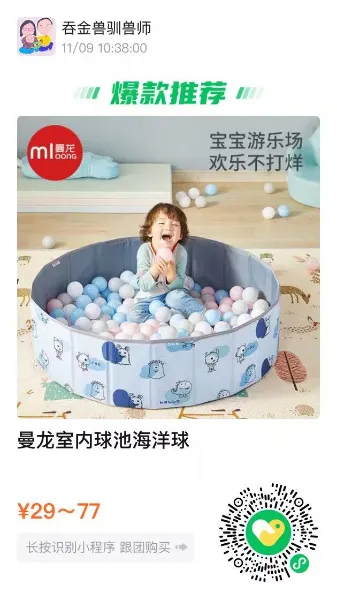 吞金兽驯兽师
11/09 10:38:00
爆款推荐
mloong
曼龙
宝宝游乐场
欢乐不打烊
曼龙室内球池海洋球
¥29～77
长按识别小程序 跟团购买